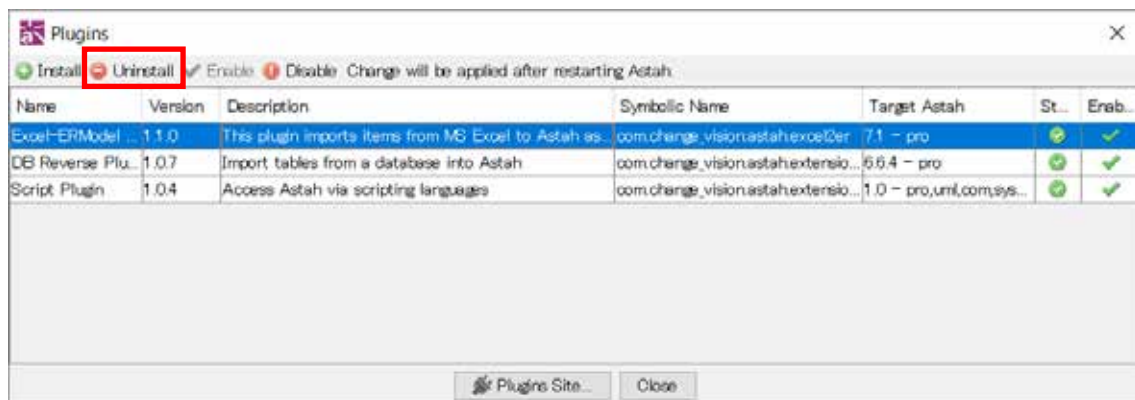 Plugins
Install Uninstall Enable Disable Change will be applied after restarting Astah.
Name Version Description Symbolic Name Target Astah St... Enab...
Excel-ERModel ... 1.1.0 This plugin imports items from MS Excel to Astah as... com.change_vision.astah.excel2er 7.1 - pro
DB Reverse Plu... 1.0.7 Import tables from a database into Astah com.change_vision.astah.extensio... 6.6.4 - pro
Script Plugin 1.0.4 Access Astah via scripting languages com.change_vision.astah.extensio... 1.0 - pro,uml,com,sys...
Plugins Site... Close